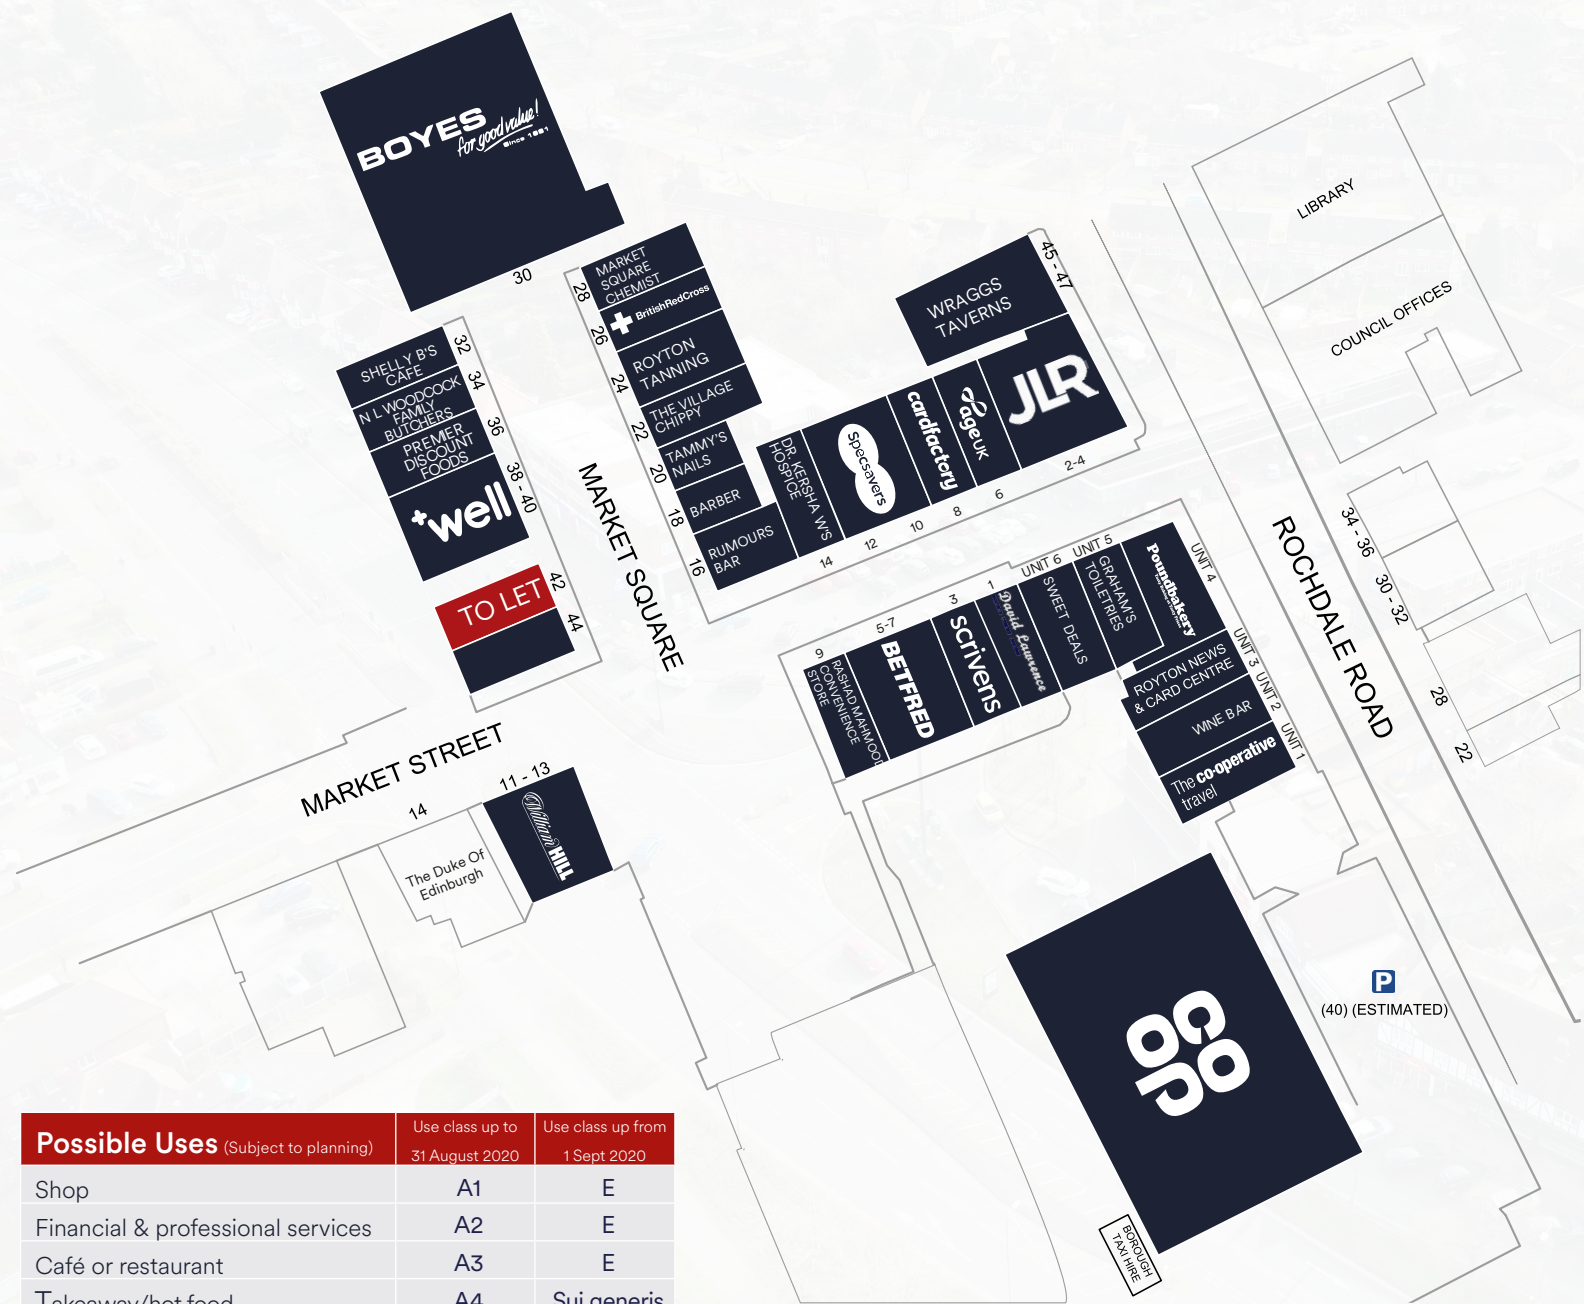 BOYES
for good value!
Since 1881
30
MARKET
SQUARE
CHEMIST
28
BritishRedCross
26
ROYTON
TANNING
24
THE VILLAGE
CHIPPY
22
TAMMY'S
NAILS
20
BARBER
18
RUMOURS
BAR
16
SHELLY B'S
CAFE
32
N L WOODCOCK
FAMILY
BUTCHERS
34
PREMIER
DISCOUNT
FOODS
36
well
38 - 40
TO LET
42
44
MARKET SQUARE
DR. KERSHAW'S
HOSPICE
14
Specsavers
12
cardfactory
10
8
age UK
6
JLR
2-4
WRAGGS
TAVERNS
45 - 47
LIBRARY
COUNCIL OFFICES
ROCHDALE ROAD
34 - 36
30 - 32
28
22
9
RASHAD MAHMOOD
CONVENIENCE
STORE
5-7
BETFRED
3
scrivens
1
David Lawrence
UNIT 6
SWEET DEALS
UNIT 5
GRAHAM'S
TOILETRIES
Poundbakery
UNIT 4
ROYTON NEWS
& CARD CENTRE
UNIT 3
WINE BAR
UNIT 2
The co-operative
travel
UNIT 1
MARKET STREET
14
The Duke Of
Edinburgh
11 - 13
William HILL
COOP
P
(40) (ESTIMATED)
BOROUGH
TAXI HIRE
Possible Uses (Subject to planning)
Use class up to
31 August 2020
Use class up from
1 Sept 2020
Shop A1 E
Financial & professional services A2 E
Café or restaurant A3 E
Takeaway/hot food A4 Sui generis